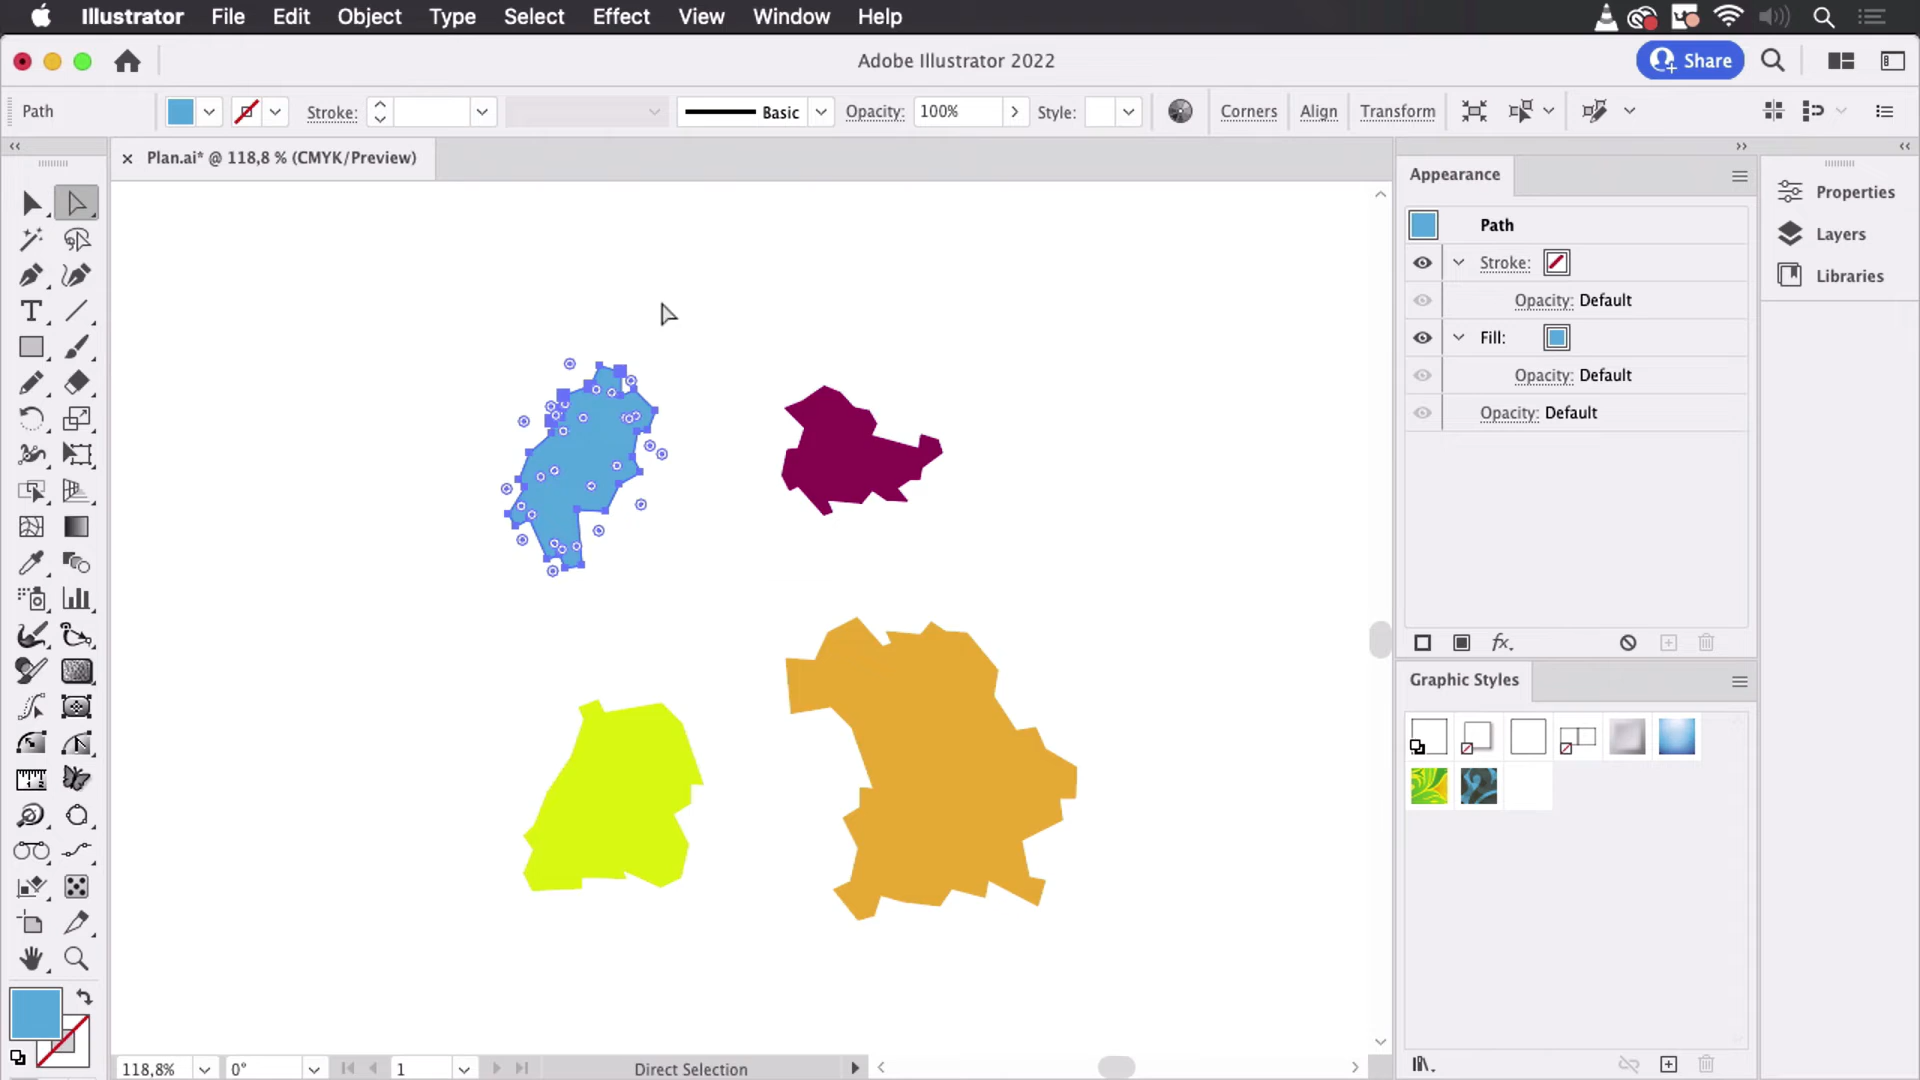 Illustrator File Edit Object Type Select Effect View Window Help
Adobe Illustrator 2022
Share
Path
Stroke:
Basic
Opacity: 100%
Style:
Corners
Align
Transform
Plan.ai* @ 118,8 % (CMYK/Preview)
Appearance
Path
Stroke:
Opacity: Default
Fill:
Opacity: Default
Opacity: Default
fx.
Properties
Layers
Libraries
Graphic Styles
118,8%
0°
1
Direct Selection